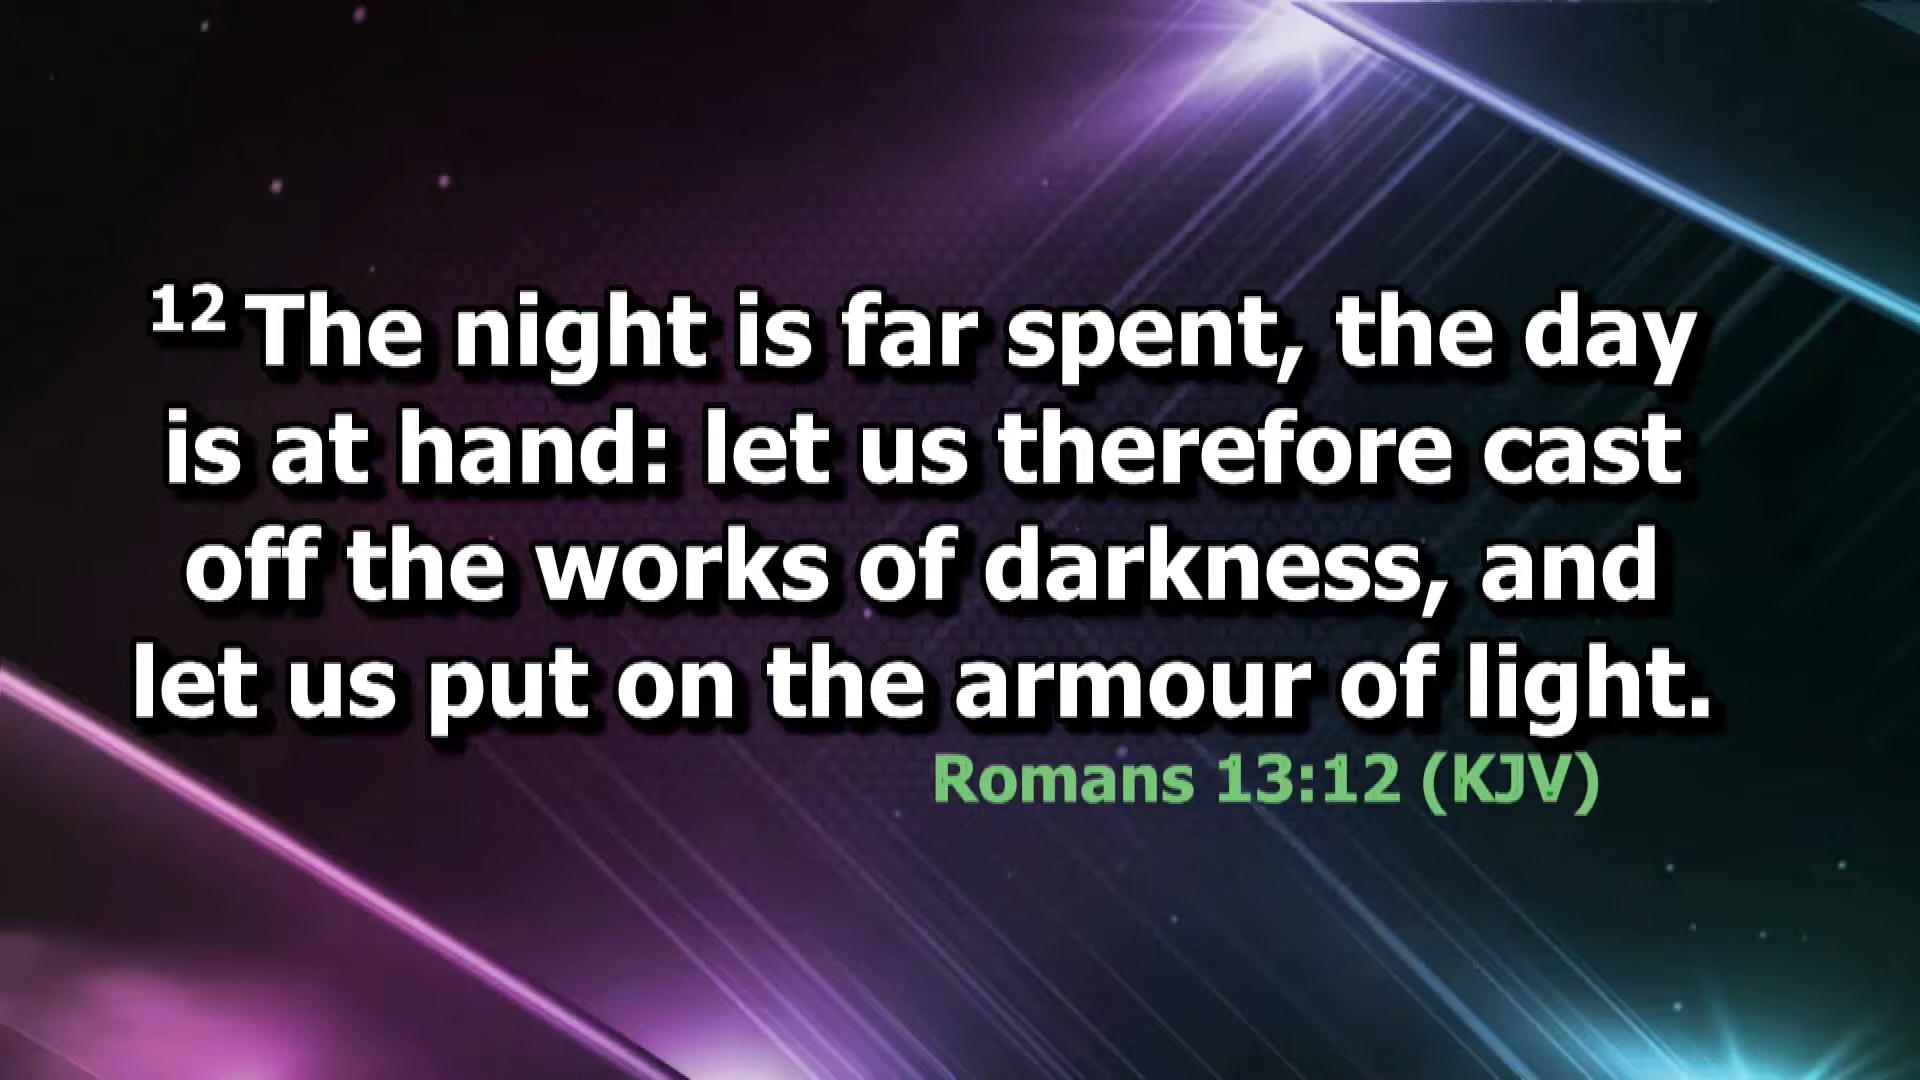 12 The night is far spent, the day
is at hand: let us therefore cast
off the works of darkness, and
let us put on the armour of light.
Romans 13:12 (KJV)